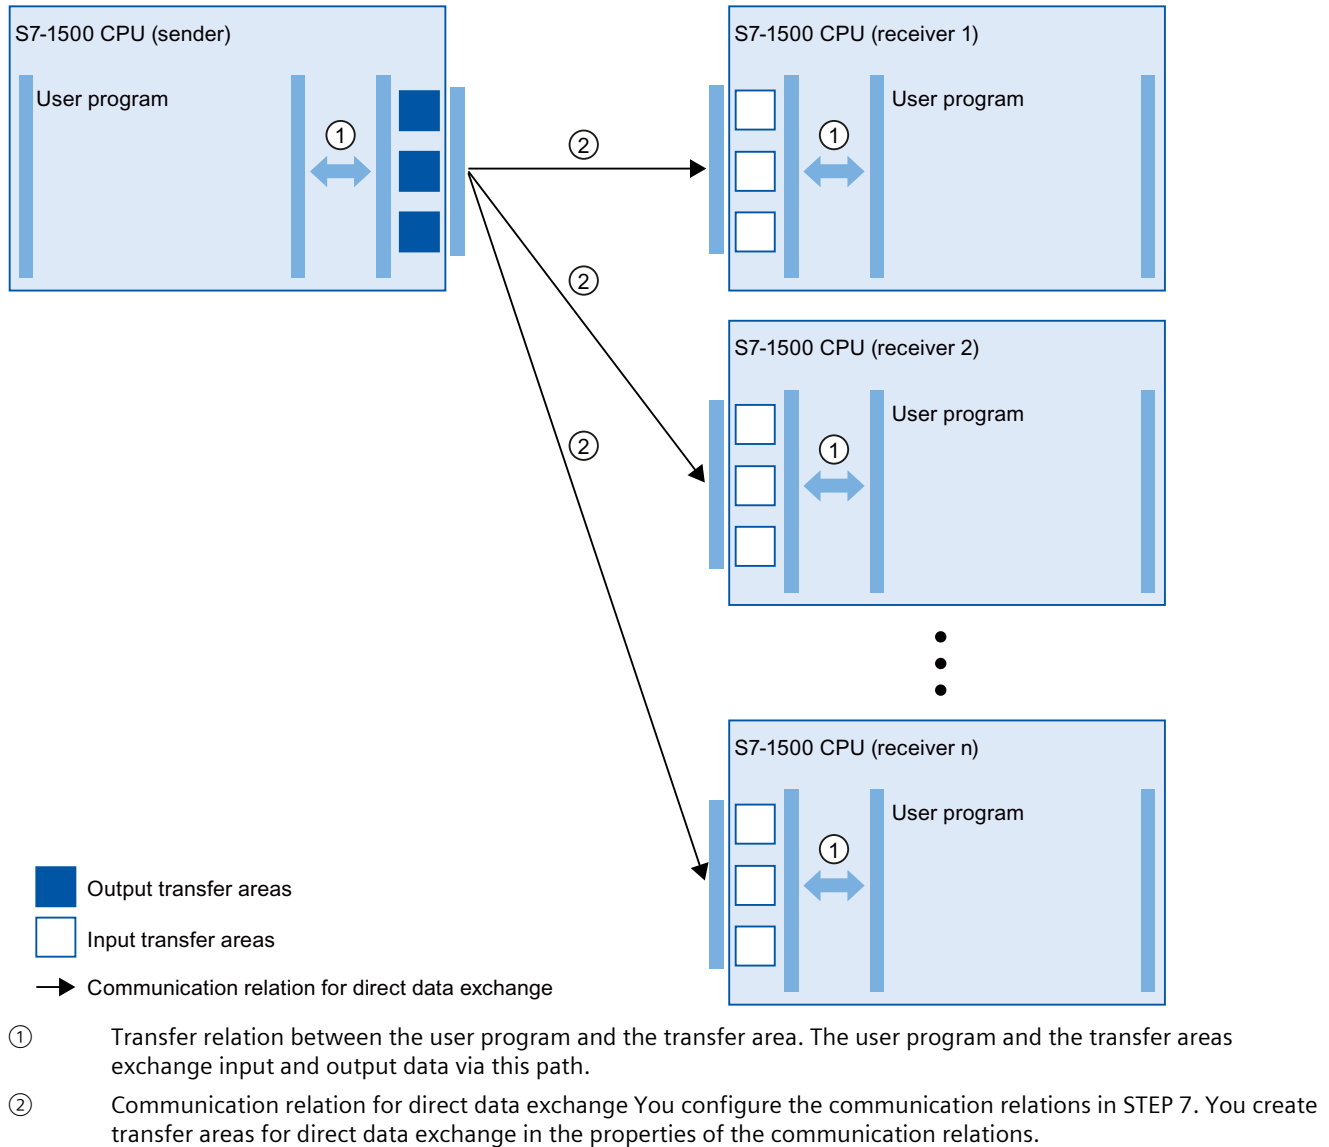 S7-1500 CPU (sender)
User program
①
②
②
②
S7-1500 CPU (receiver 1)
User program
①
S7-1500 CPU (receiver 2)
User program
①
S7-1500 CPU (receiver n)
User program
①
Output transfer areas
Input transfer areas
Communication relation for direct data exchange
① Transfer relation between the user program and the transfer area. The user program and the transfer areas
exchange input and output data via this path.
② Communication relation for direct data exchange You configure the communication relations in STEP 7. You create
transfer areas for direct data exchange in the properties of the communication relations.